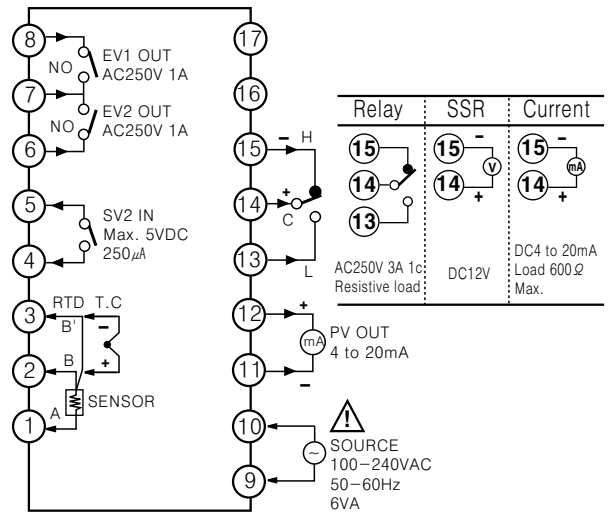 8
NO
EV1 OUT
AC250V 1A
7
NO
EV2 OUT
AC250V 1A
6
5
SV2 IN
Max. 5VDC
250㎂
4
3
RTD T.C
B'
−
2
B
+
1
A
SENSOR
17
16
15
− H
14
+
C
13
L
12
+
mA
PV OUT
4 to 20mA
11
−
10
!
SOURCE
100−240VAC
50−60Hz
6VA
9
~
Relay
15
14
13
AC250V 3A 1c
Resistive load
SSR
15
−
V
14
+
DC12V
Current
15
−
mA
14
+
DC4 to 20mA
Load 600Ω
Max.